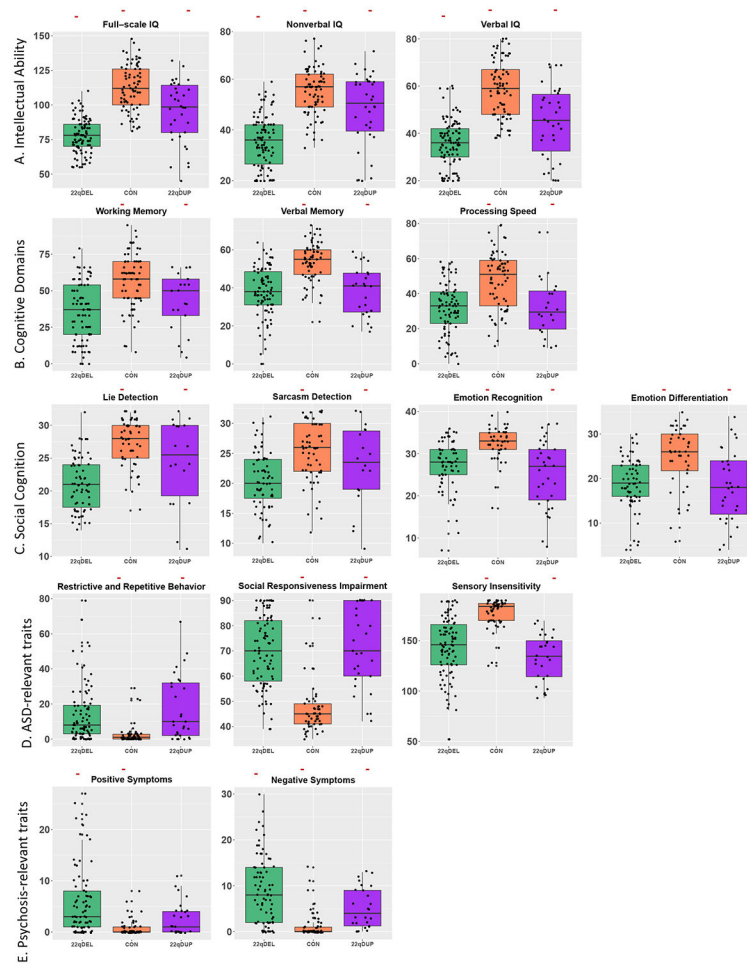 A. Intellectual Ability
Full-scale IQ
150
125
100
75
50
22qDEL CON 22qDUP
Nonverbal IQ
60
40
20
22qDEL CON 22qDUP
Verbal IQ
80
60
40
20
22qDEL CON 22qDUP
B. Cognitive Domains
Working Memory
75
50
25
0
22qDEL CON 22qDUP
Verbal Memory
60
40
20
0
22qDEL CON 22qDUP
Processing Speed
80
60
40
20
0
22qDEL CON 22qDUP
C. Social Cognition
Lie Detection
30
25
20
15
10
22qDEL CON 22qDUP
Sarcasm Detection
30
25
20
15
10
22qDEL CON 22qDUP
Emotion Recognition
40
30
20
10
22qDEL CON 22qDUP
Emotion Differentiation
30
20
10
22qDEL CON 22qDUP
D. ASD-relevant traits
Restrictive and Repetitive Behavior
80
60
40
20
0
22qDEL CON 22qDUP
Social Responsiveness Impairment
90
80
70
60
50
40
22qDEL CON 22qDUP
Sensory Insensitivity
150
100
50
22qDEL CON 22qDUP
E. Psychosis-relevant traits
Positive Symptoms
20
10
0
22qDEL CON 22qDUP
Negative Symptoms
30
20
10
0
22qDEL CON 22qDUP